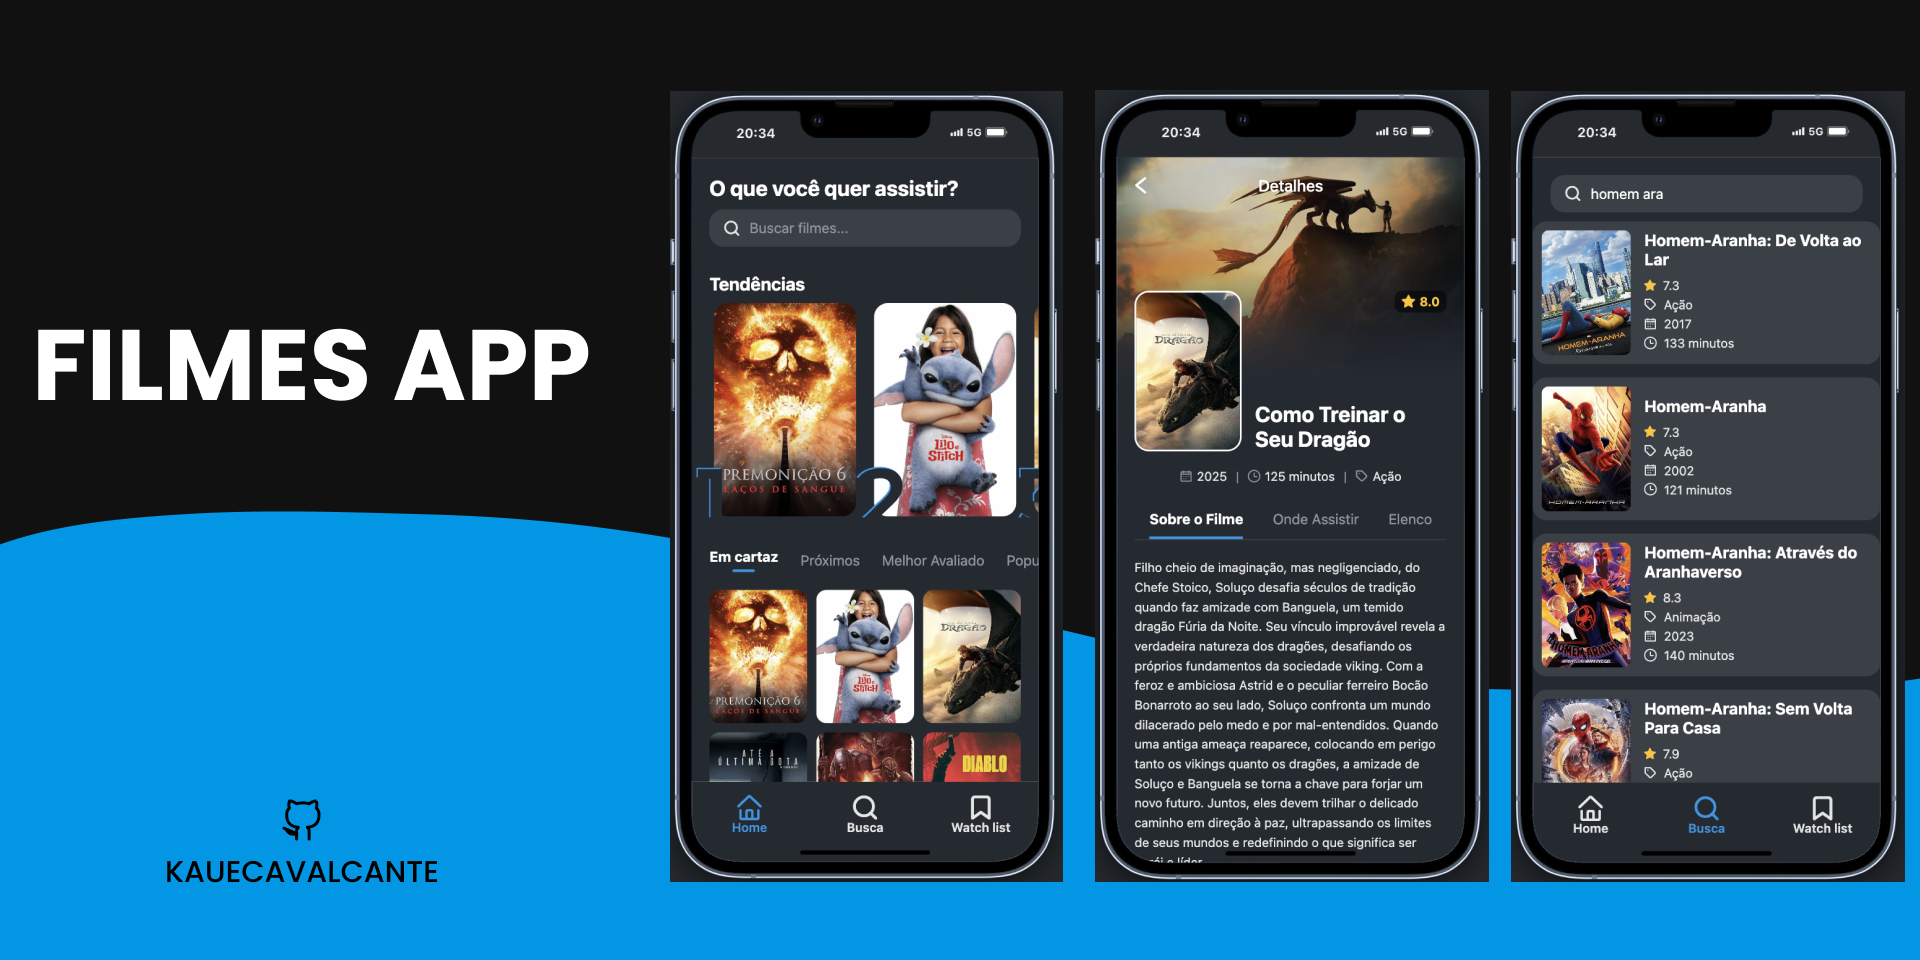 FILMES APP
KAUECAVALCANTE
20:34
5G
O que você quer assistir?
Buscar filmes...
Tendências
PREMONIÇÃO 6
LAÇOS DE SANGUE
Disney
LILO &
STITCH
1
2
Em cartaz
Próximos
Melhor Avaliado
Popu
PREMONIÇÃO 6
LAÇOS DE SANGUE
LILO &
STITCH
DRAGÃO
ATÉ A
ÚLTIMA GOTA
DIABLO
Home
Busca
Watch list
20:34
5G
Detalhes
8.0
DRAGÃO
Como Treinar o
Seu Dragão
2025 | 125 minutos | Ação
Sobre o Filme
Onde Assistir
Elenco
Filho cheio de imaginação, mas negligenciado, do
Chefe Stoico, Soluço desafia séculos de tradição
quando faz amizade com Banguela, um temido
dragão Fúria da Noite. Seu vínculo improvável revela a
verdadeira natureza dos dragões, desafiando os
próprios fundamentos da sociedade viking. Com a
feroz e ambiciosa Astrid e o peculiar ferreiro Bocão
Bonarroto ao seu lado, Soluço confronta um mundo
dilacerado pelo medo e por mal-entendidos. Quando
uma antiga ameaça reaparece, colocando em perigo
tanto os vikings quanto os dragões, a amizade de
Soluço e Banguela se torna a chave para forjar um
novo futuro. Juntos, eles devem trilhar o delicado
caminho em direção à paz, ultrapassando os limites
de seus mundos e redefinindo o que significa ser
20:34
5G
homem ara
HOMEM-ARANHA
Homem-Aranha: De Volta ao
Lar
7.3
Ação
2017
133 minutos
HOMEM-ARANHA
Homem-Aranha
7.3
Ação
2002
121 minutos
HOMEM-ARANHA
Homem-Aranha: Através do
Aranhaverso
8.3
Animação
2023
140 minutos
Homem-Aranha: Sem Volta
Para Casa
7.9
Ação
Home
Busca
Watch list